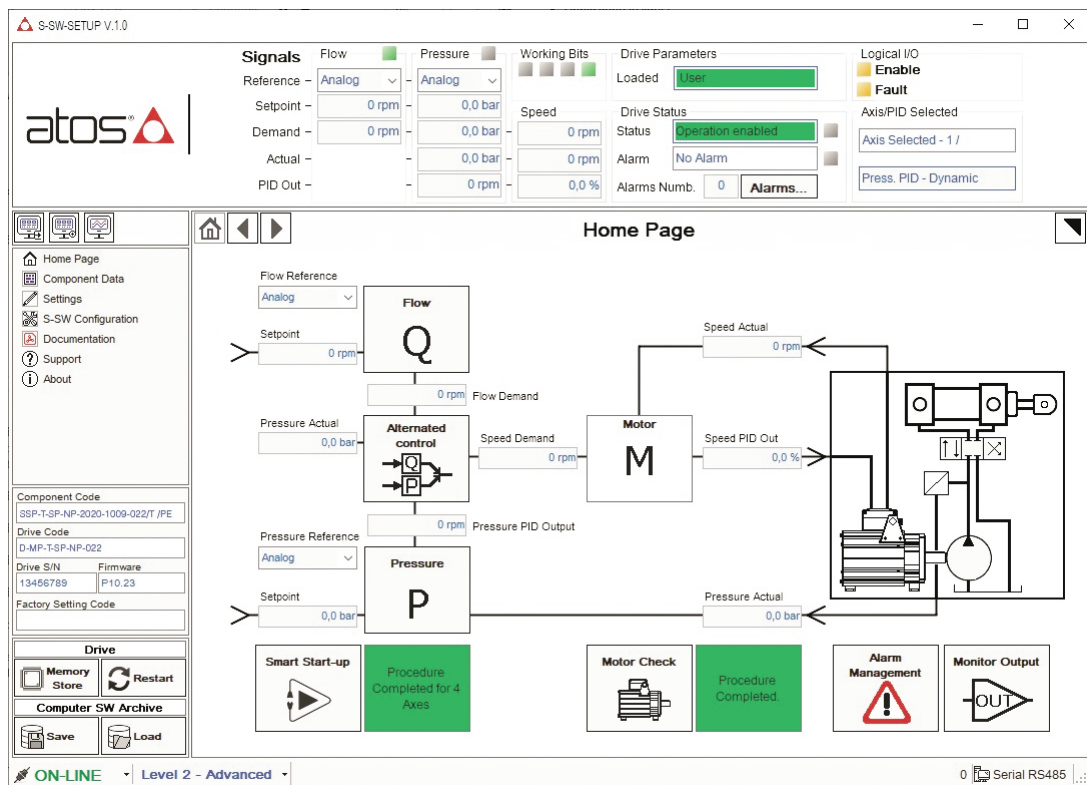 S-SW-SETUP V.1.0
atos®
Signals Flow Pressure Working Bits Drive Parameters Logical I/O
Reference Analog Analog Loaded User Enable
Fault
Setpoint 0 rpm 0,0 bar Speed Drive Status Axis/PID Selected
Demand 0 rpm 0,0 bar 0 rpm Status Operation enabled Axis Selected - 1 /
Actual 0,0 bar 0 rpm Alarm No Alarm
PID Out 0 rpm 0,0 % Alarms Numb. 0 Alarms... Press. PID - Dynamic
Home Page
Home Page
Component Data
Settings
S-SW Configuration
Documentation
Support
About
Component Code
SSP-T-SP-NP-2020-1009-022/T /PE
Drive Code
D-MP-T-SP-NP-022
Drive S/N Firmware
13456789 P10.23
Factory Setting Code
Drive
Memory Store
Restart
Computer SW Archive
Save Load
Flow Reference
Analog
Flow
Q
Setpoint
0 rpm
Speed Actual
0 rpm
0 rpm Flow Demand
Pressure Actual
0,0 bar
Alternated
control
Q
P
Speed Demand
0 rpm
Motor
M
Speed PID Out
0,0 %
0 rpm Pressure PID Output
Pressure Reference
Analog
Pressure
P
Setpoint
0,0 bar
Pressure Actual
0,0 bar
Smart Start-up
Procedure
Completed for 4
Axes
Motor Check
Procedure
Completed.
Alarm
Management
Monitor Output
OUT
ON-LINE Level 2 - Advanced 0 Serial RS485